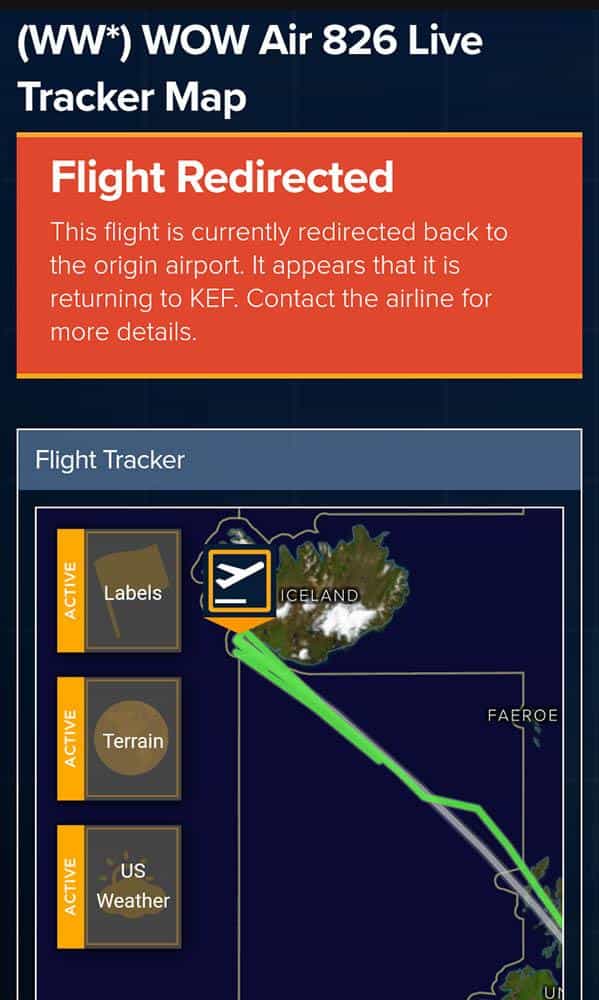 (WW*) WOW Air 826 Live
Tracker Map
Flight Redirected
This flight is currently redirected back to
the origin airport. It appears that it is
returning to KEF. Contact the airline for
more details.
Flight Tracker
ACTIVE
Labels
ICELAND
ACTIVE
Terrain
FAEROE
ACTIVE
US
Weather